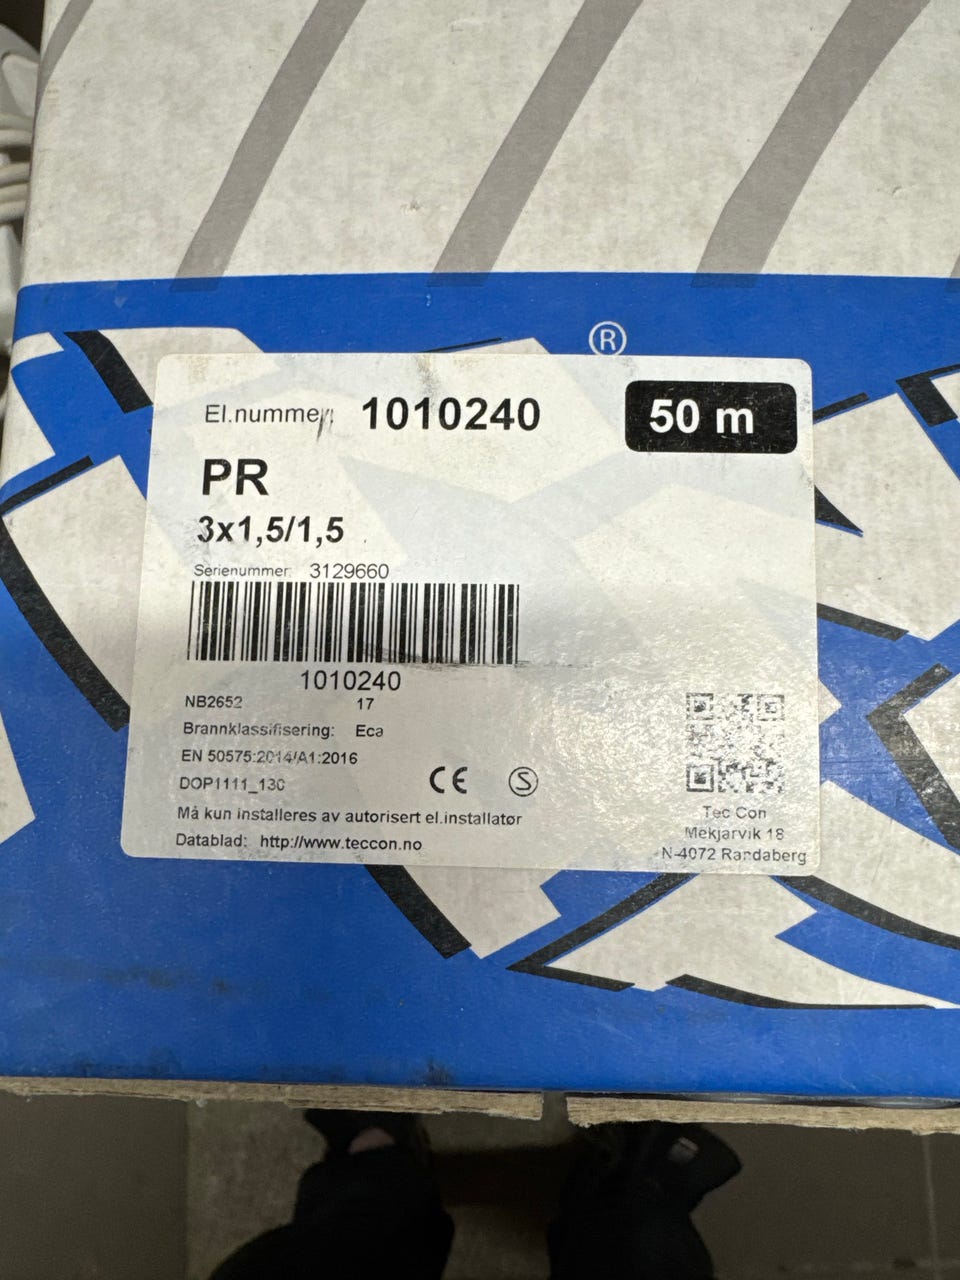 ®
El.nummer: 1010240
50 m
PR
3x1,5/1,5
Serienummer: 3129660
1010240
NB2652 17
Brannklassifisering: Eca
EN 50575:2014/A1:2016
DOP1111_130
CE S
Må kun installeres av autorisert el.installatør
Datablad: http://www.teccon.no
Tec Con
Mekjarvik 18
N-4072 Randaberg